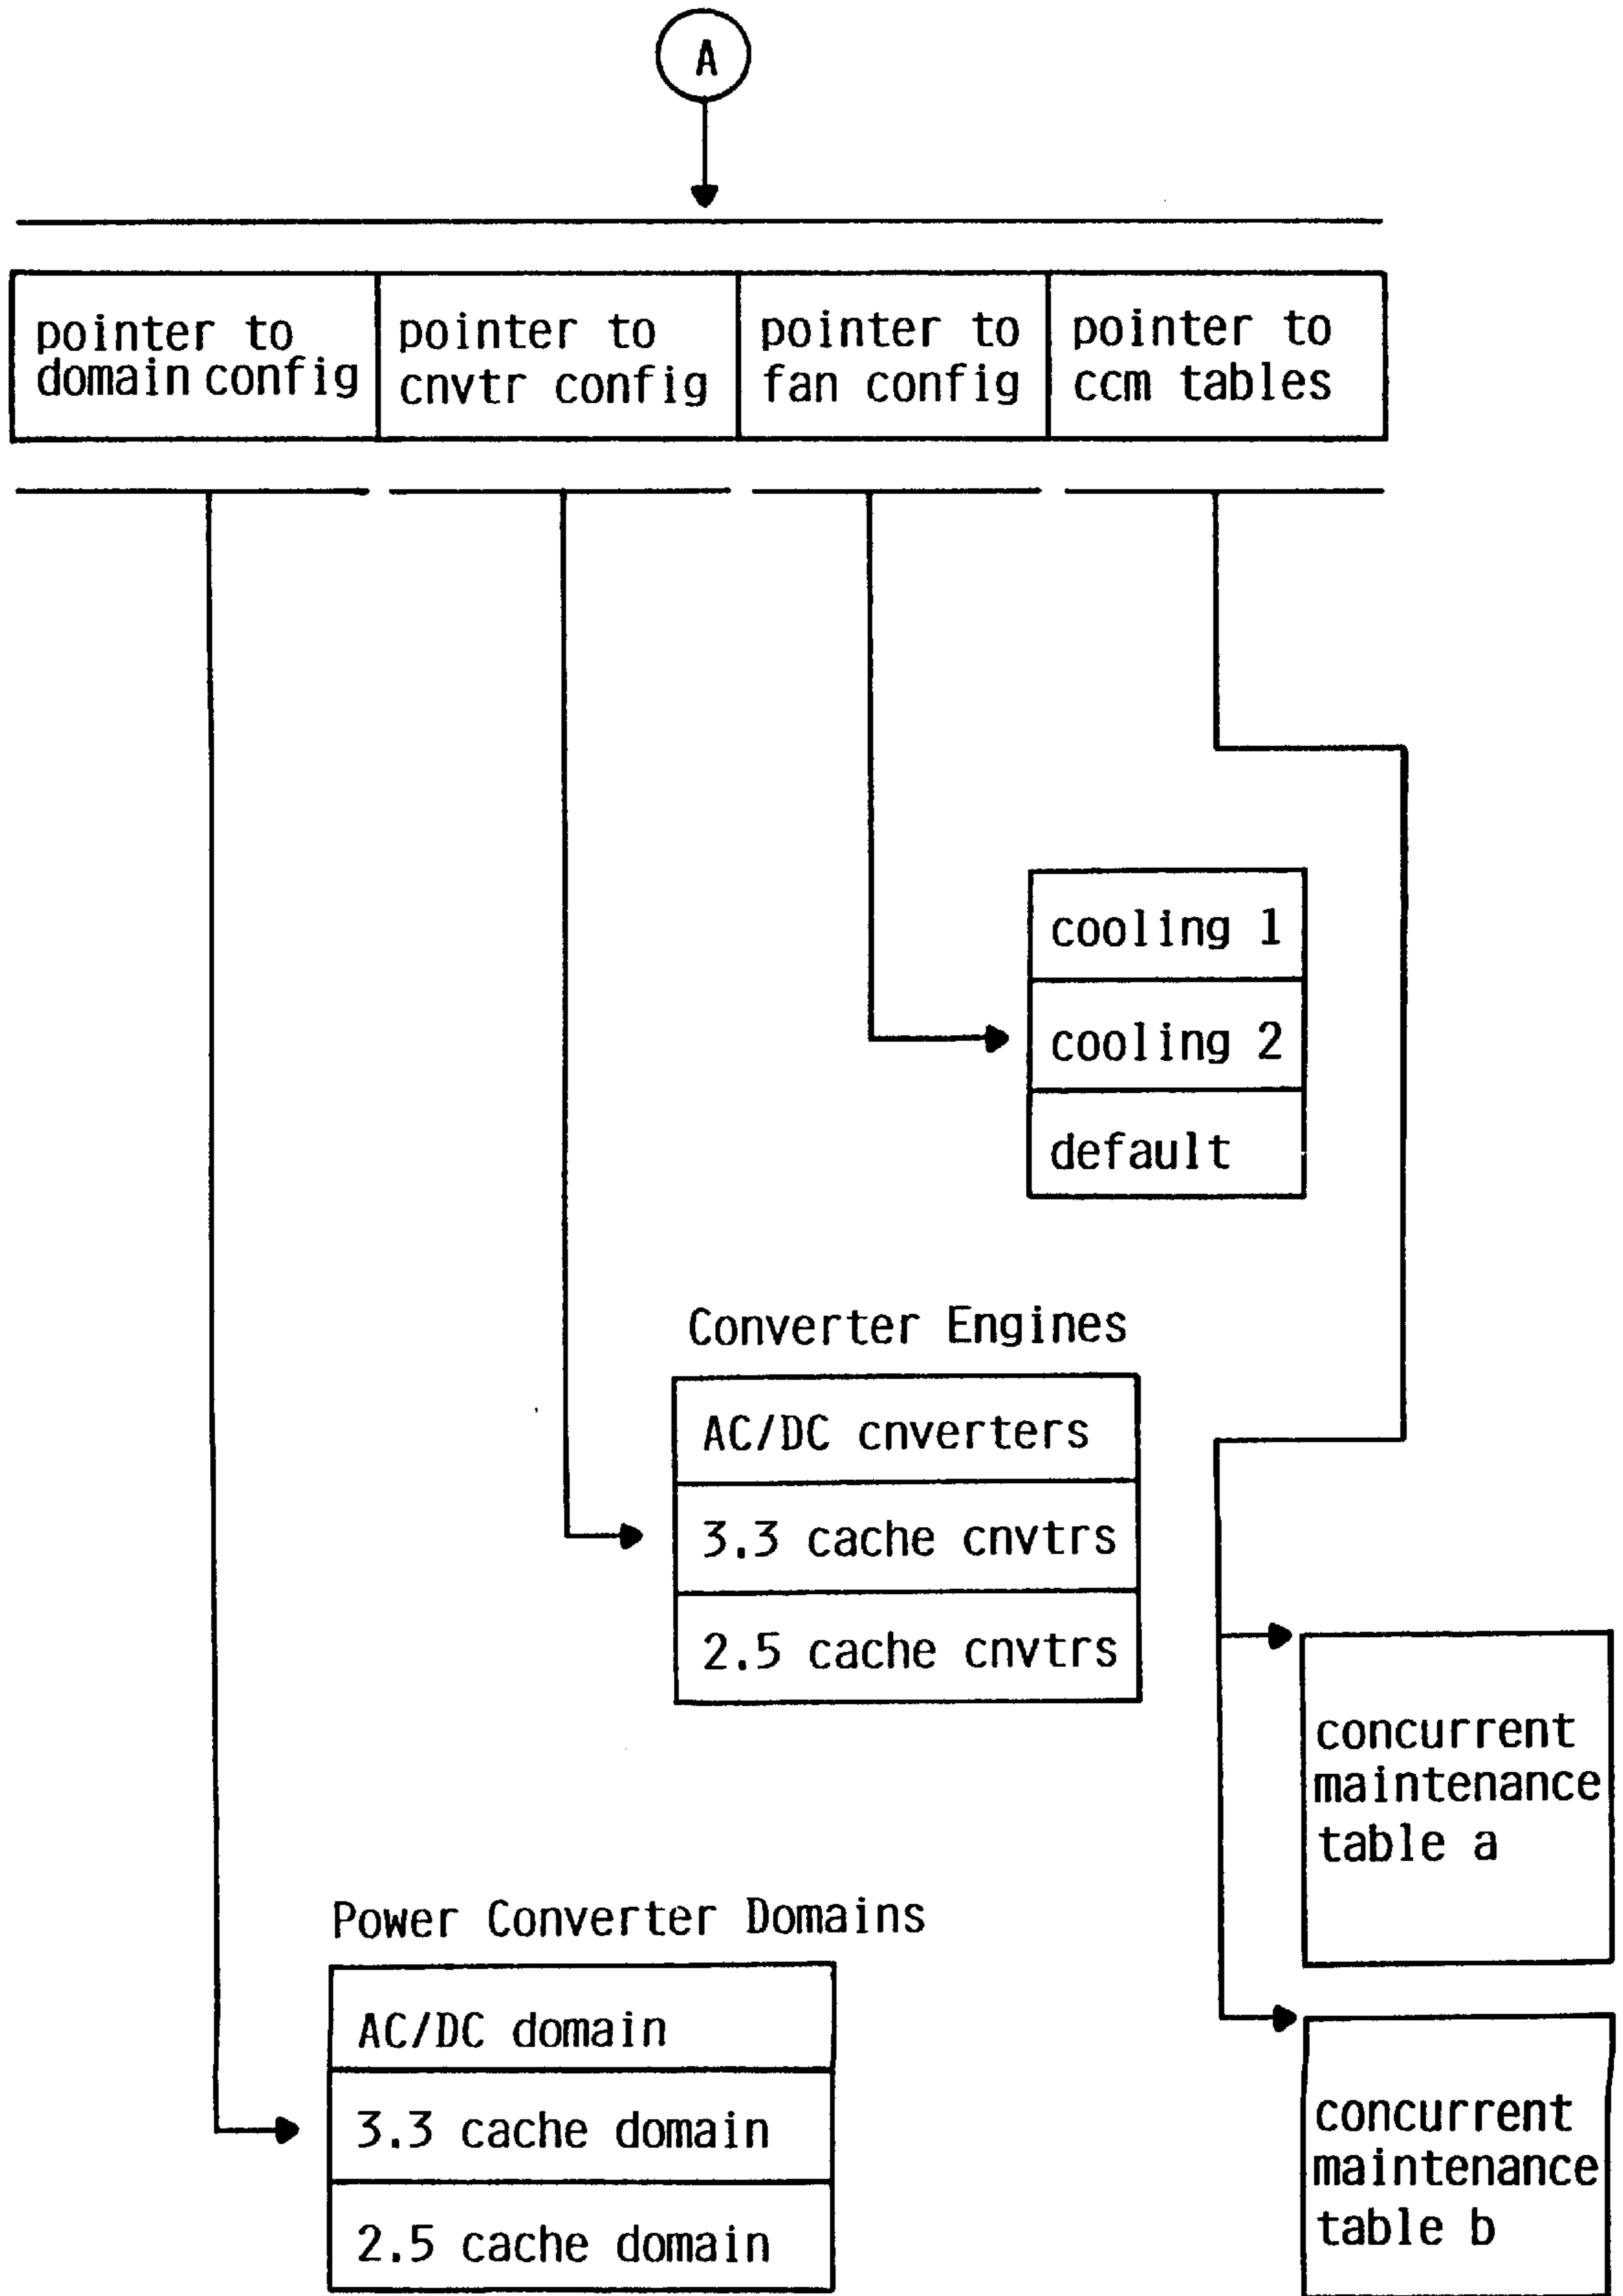 A
pointer to
domain config
pointer to
cnvtr config
pointer to
fan config
pointer to
ccm tables
cooling 1
cooling 2
default
Converter Engines
AC/DC cnverters
3.3 cache cnvtrs
2.5 cache cnvtrs
concurrent
maintenance
table a
Power Converter Domains
AC/DC domain
3.3 cache domain
2.5 cache domain
concurrent
maintenance
table b